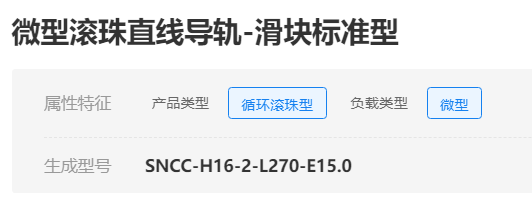 微型滚珠直线导轨-滑块标准型
属性特征 产品类型 循环滚珠型 负载类型 微型
生成型号 SNCC-H16-2-L270-E15.0